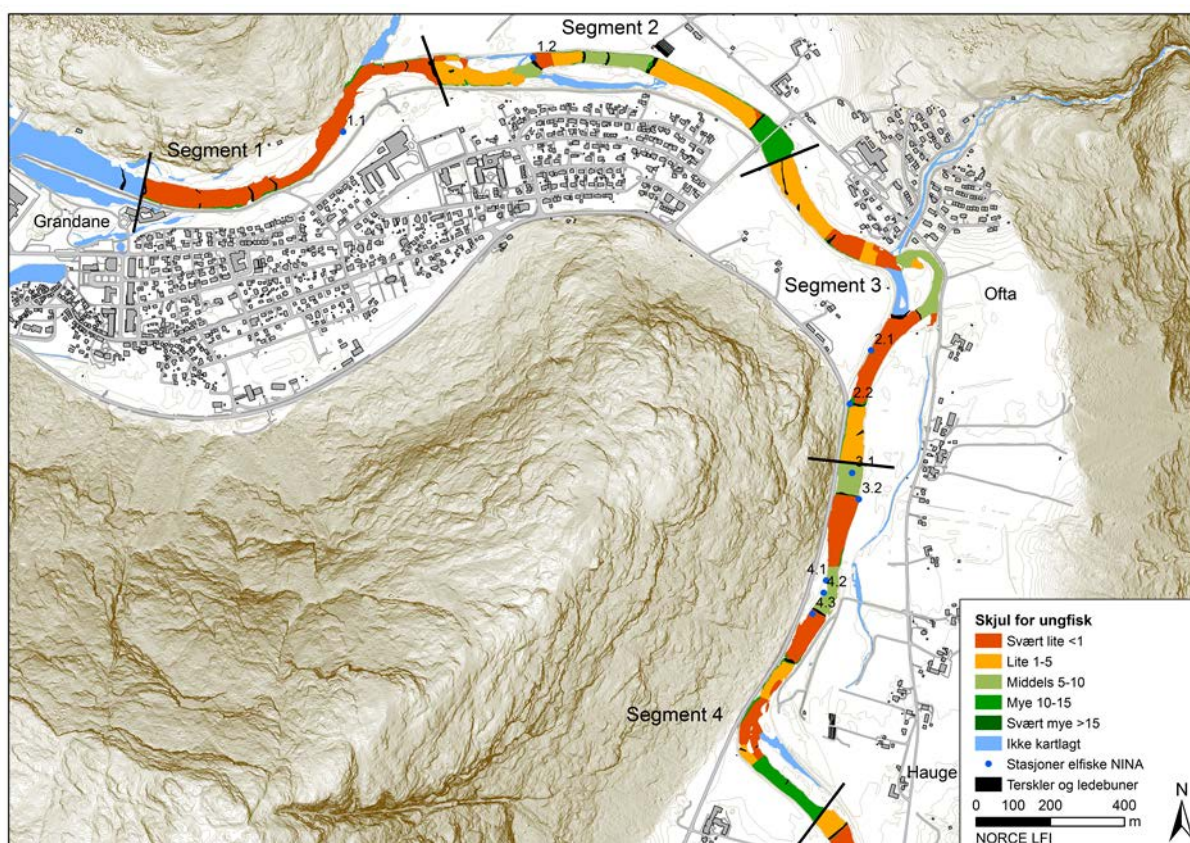 Segment 2
1.2
1.1
Segment 1
Grandane
Segment 3
Ofta
2.1
2.2
3.1
3.2
4.1
4.2
4.3
Segment 4
Hauge
Skjul for ungfisk
Svært lite <1
Lite 1-5
Middels 5-10
Mye 10-15
Svært mye >15
Ikke kartlagt
Stasjoner elfiske NINA
Terskler og ledebuner
0 100 200 400
m
NORCE LFI
N